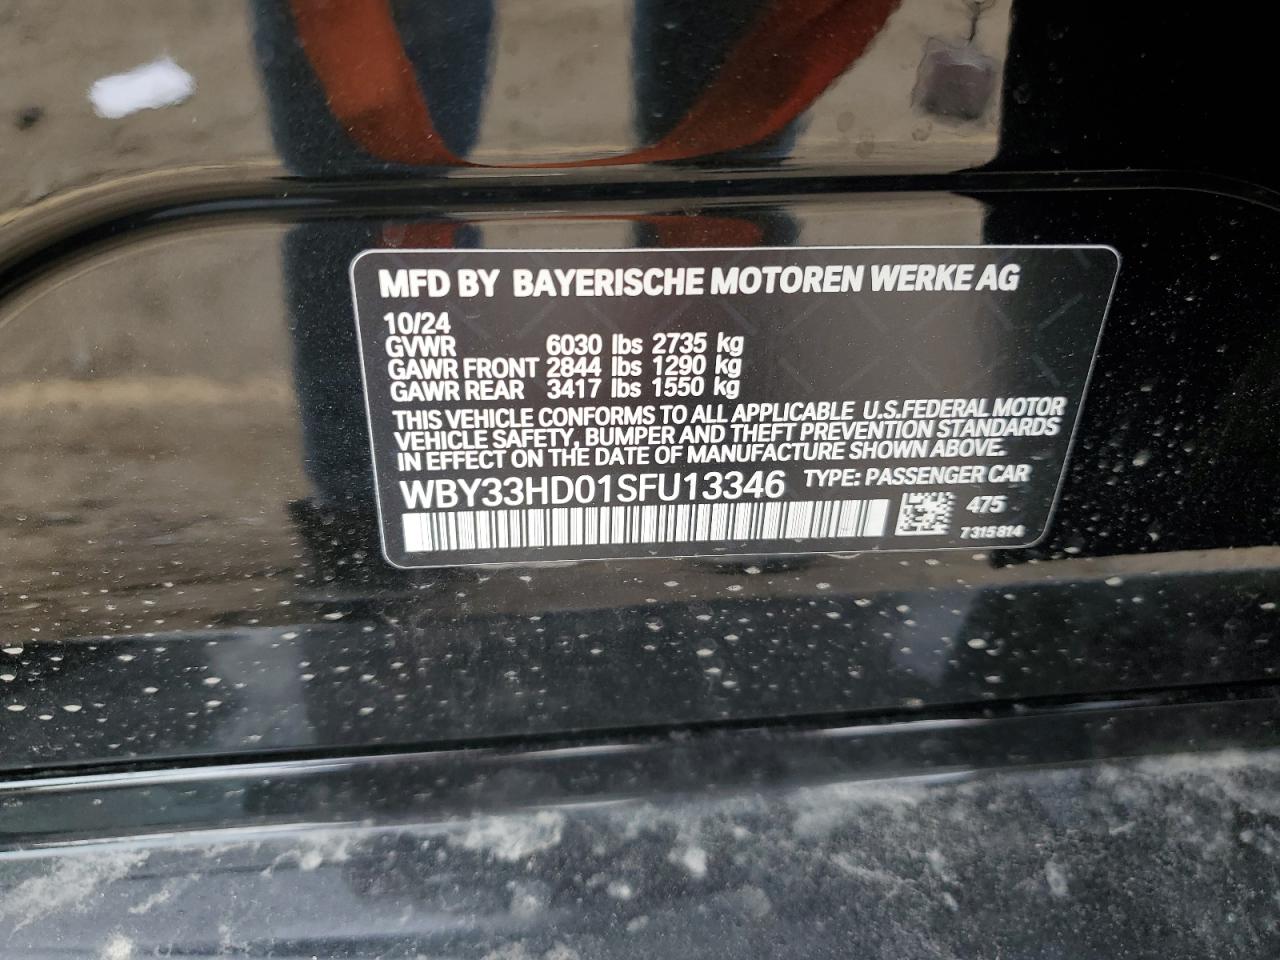 MFD BY BAYERISCHE MOTOREN WERKE AG
10/24
GVWR 6030 lbs 2735 kg
GAWR FRONT 2844 lbs 1290 kg
GAWR REAR 3417 lbs 1550 kg
THIS VEHICLE CONFORMS TO ALL APPLICABLE U.S.FEDERAL MOTOR
VEHICLE SAFETY, BUMPER AND THEFT PREVENTION STANDARDS
IN EFFECT ON THE DATE OF MANUFACTURE SHOWN ABOVE.
WBY33HD01SFU13346 TYPE: PASSENGER CAR
475
7315814